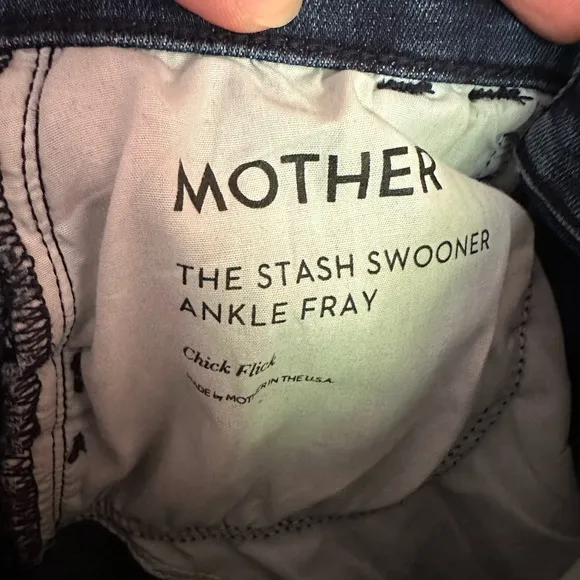 MOTHER
THE STASH SWOONER
ANKLE FRAY
Chick Flick
MADE by MOTHER IN THE U.S.A.